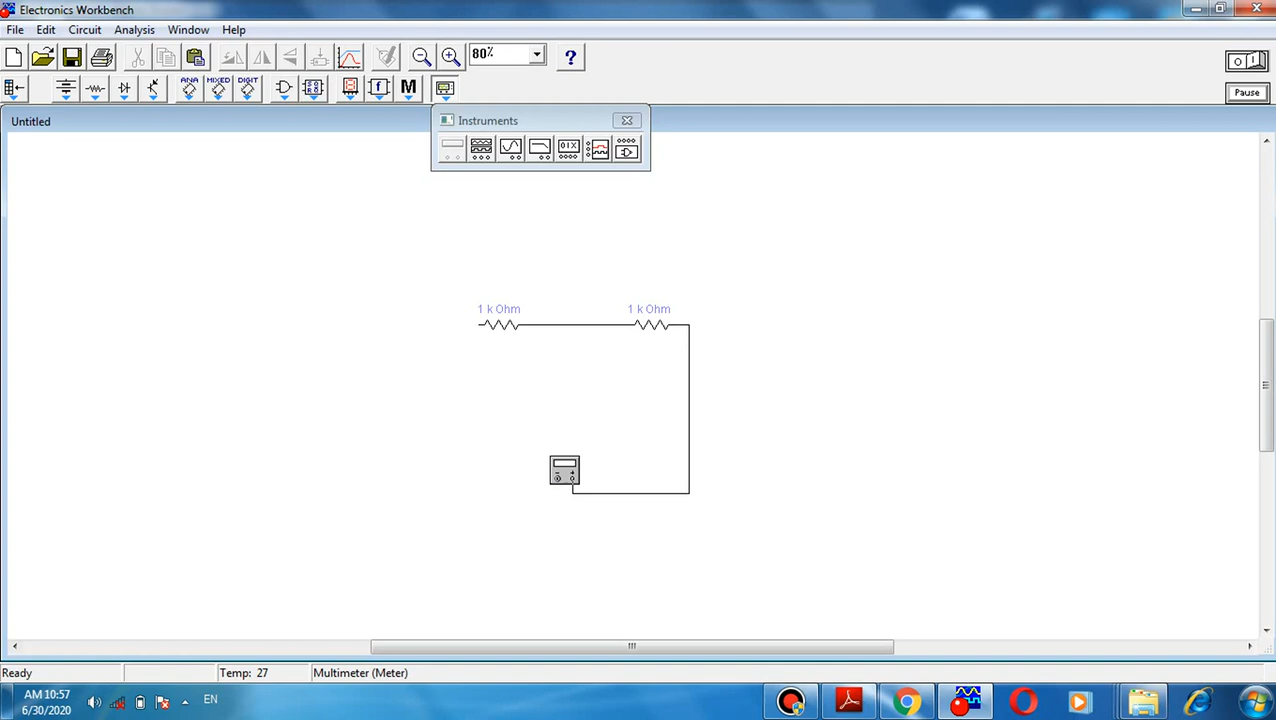 Electronics Workbench
File Edit Circuit Analysis Window Help
80%
?
O I
ANA MIXED DIGIT
M
Pause
Untitled
Instruments
1 k Ohm 1 k Ohm
Ready Temp: 27 Multimeter (Meter)
AM 10:57 EN
6/30/2020